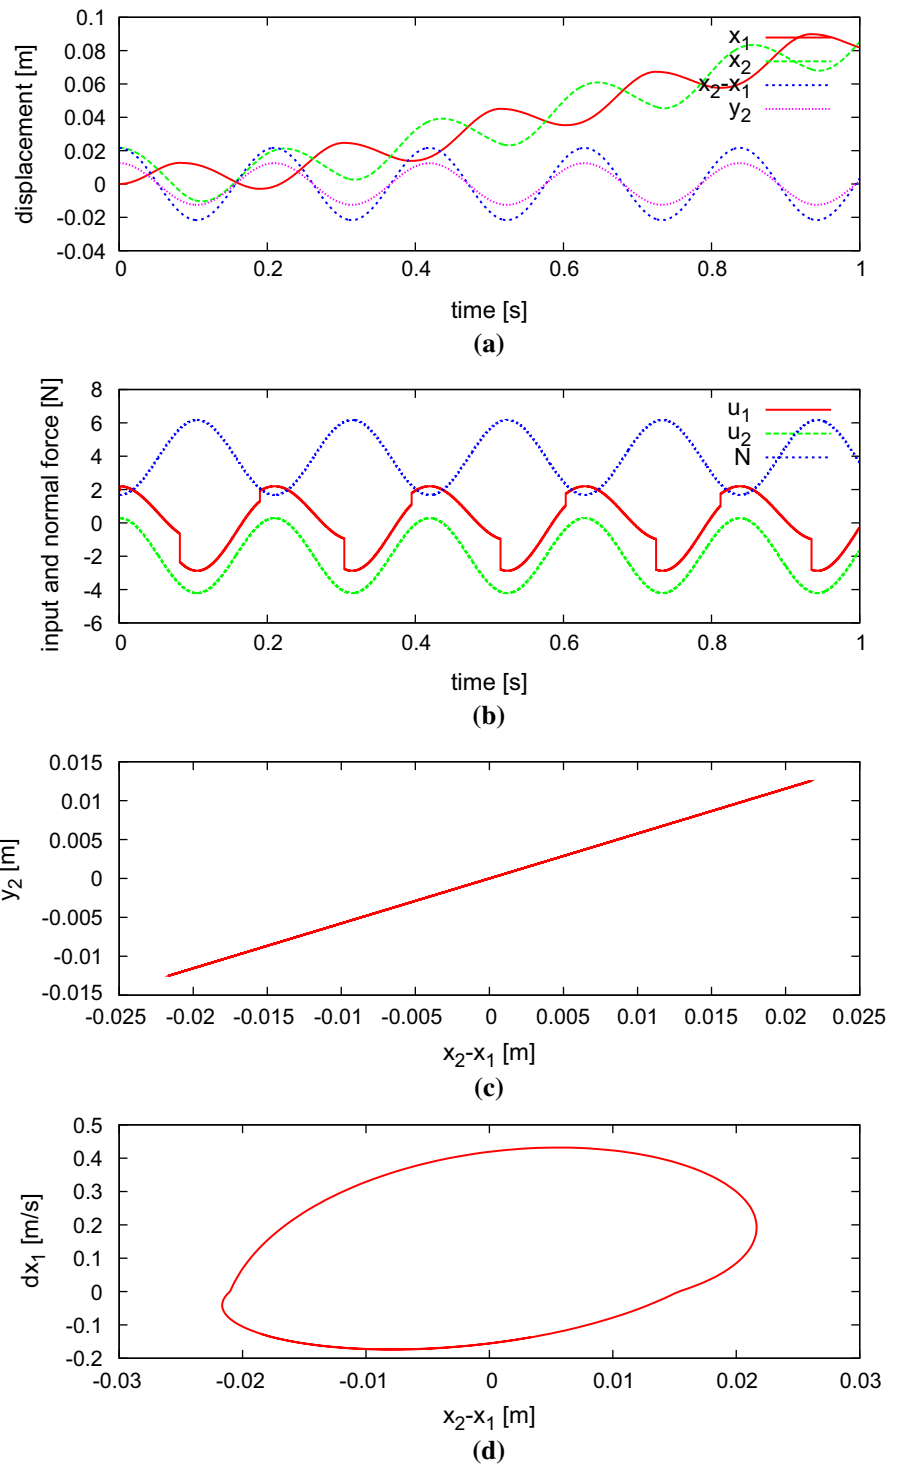 0.1
0.08
0.06
0.04
0.02
0
-0.02
-0.04
displacement [m]
x1
x2
x2-x1
y2
0 0.2 0.4 0.6 0.8 1
time [s]
(a)
8
6
4
2
0
-2
-4
-6
input and normal force [N]
u1
u2
N
0 0.2 0.4 0.6 0.8 1
time [s]
(b)
0.015
0.01
0.005
0
-0.005
-0.01
-0.015
y2 [m]
-0.025 -0.02 -0.015 -0.01 -0.005 0 0.005 0.01 0.015 0.02 0.025
x2-x1 [m]
(c)
0.5
0.4
0.3
0.2
0.1
0
-0.1
-0.2
dx1 [m/s]
-0.03 -0.02 -0.01 0 0.01 0.02 0.03
x2-x1 [m]
(d)